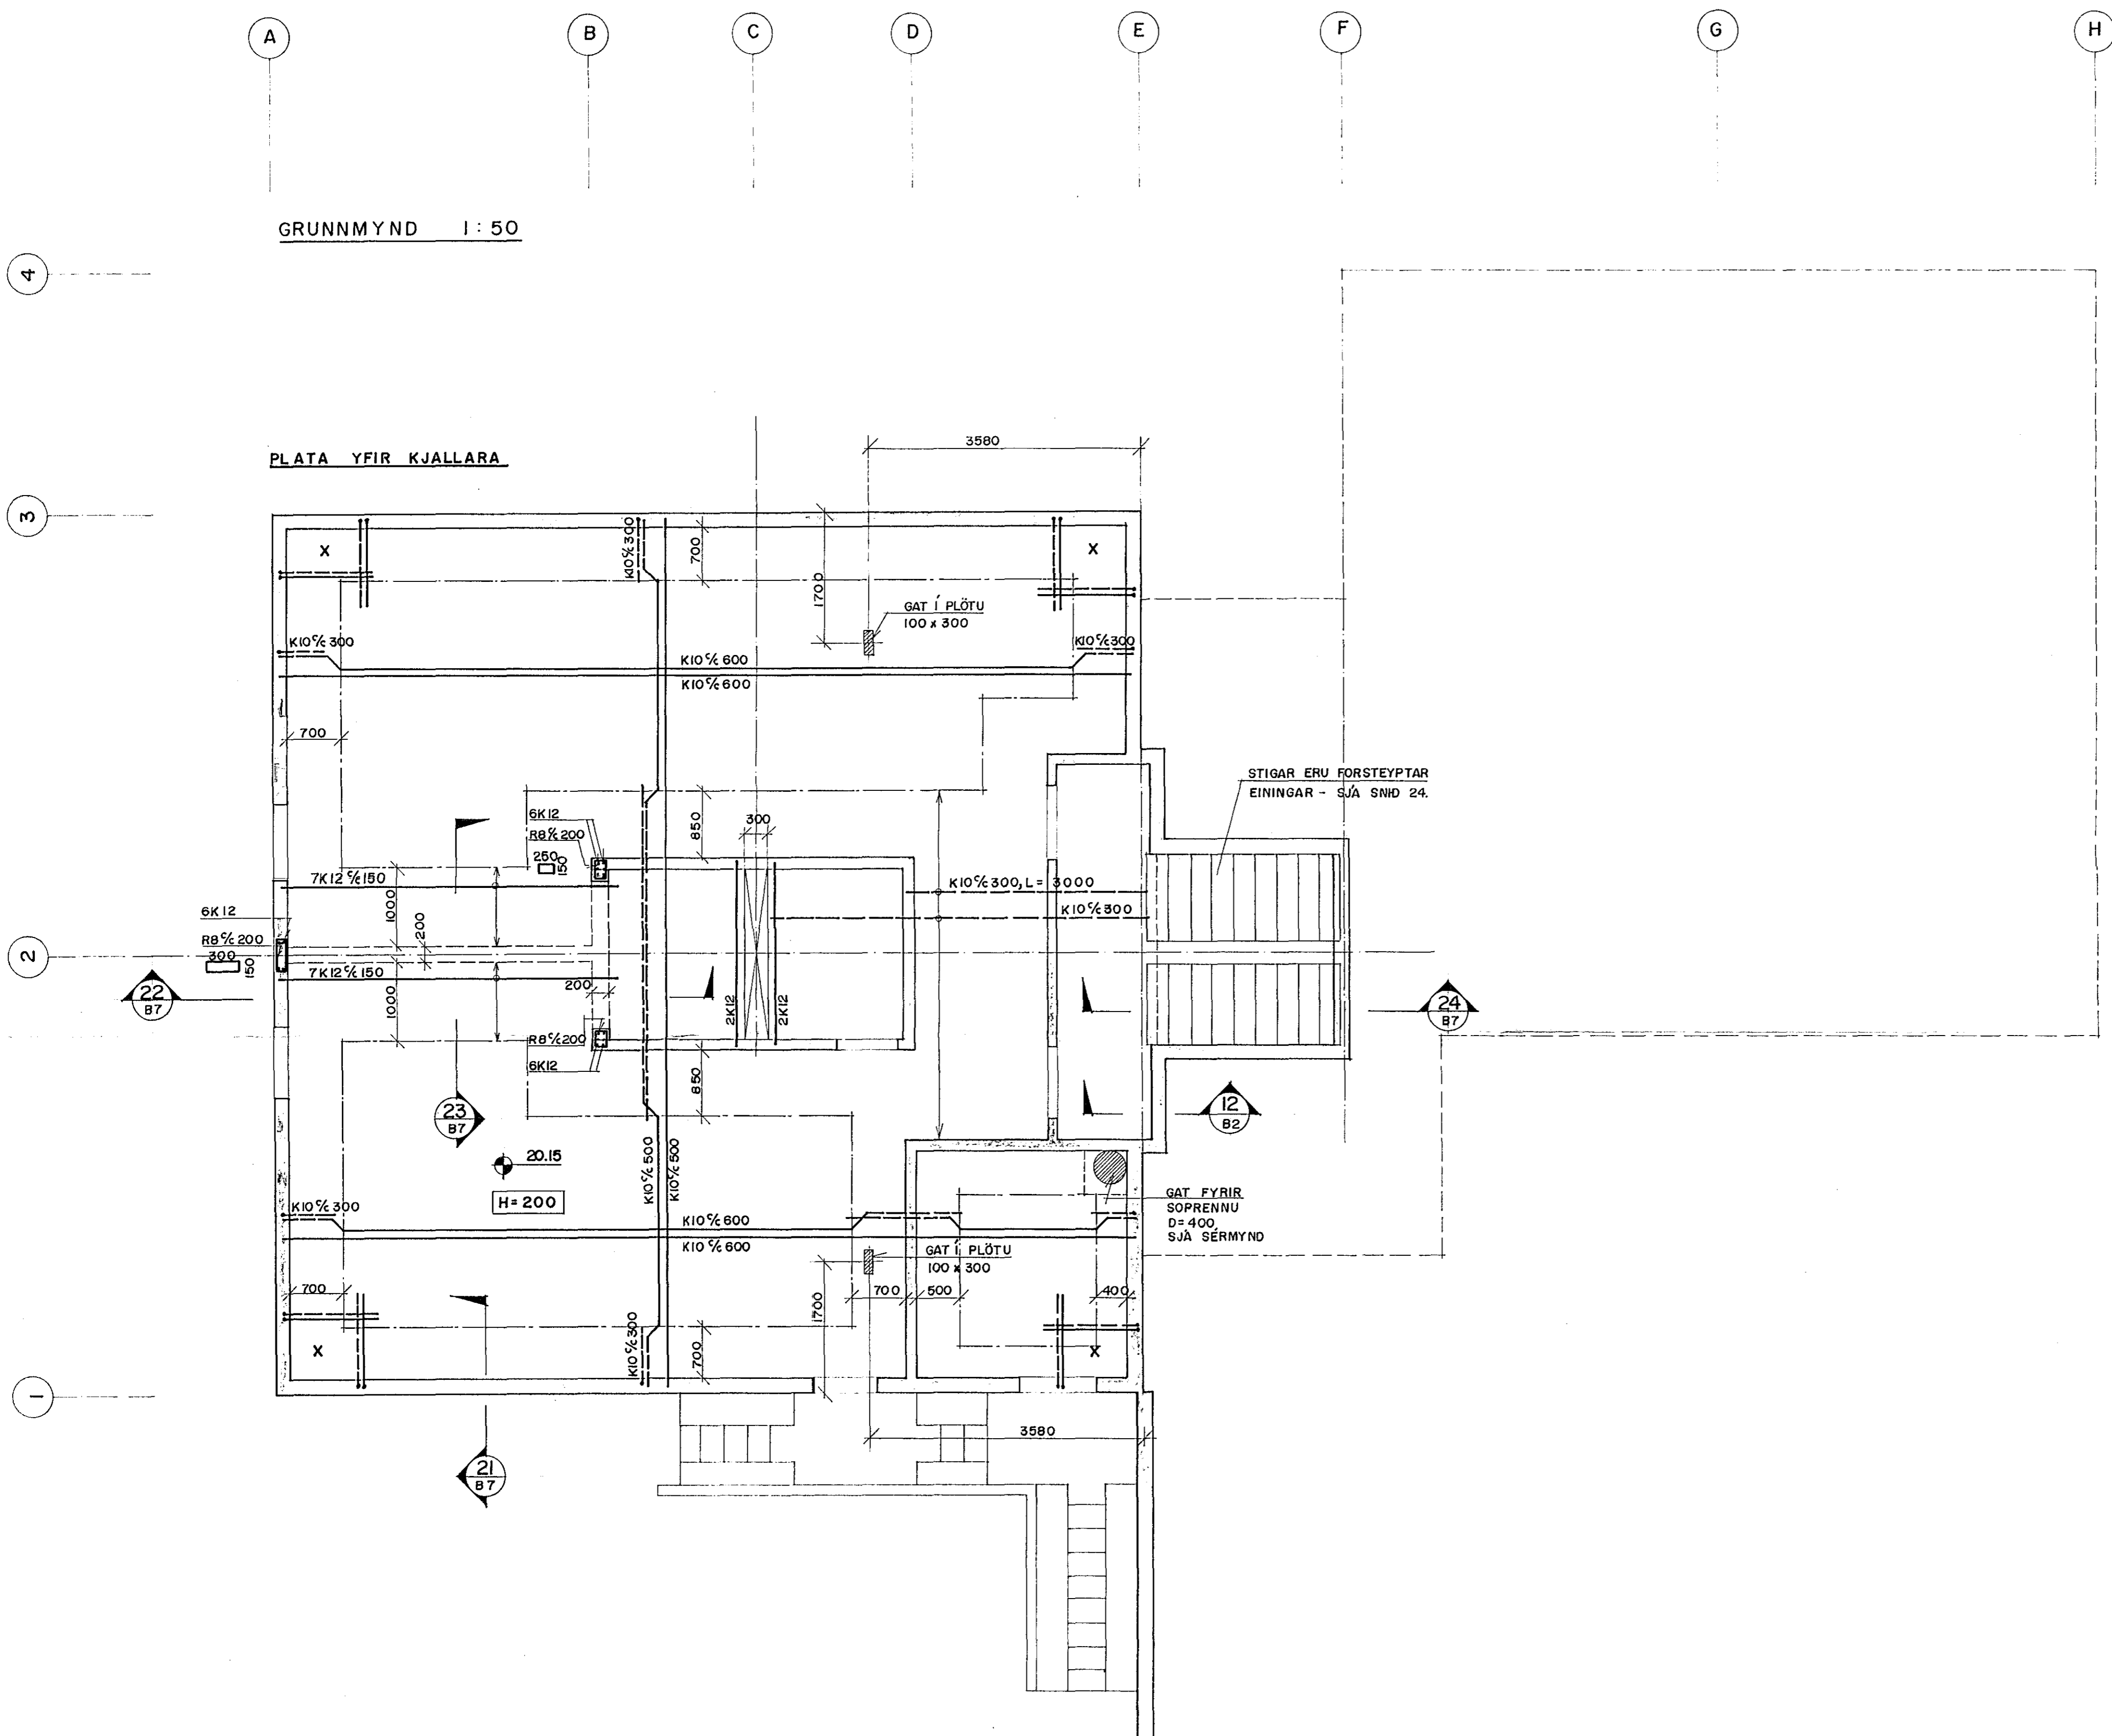 A
B
C
D
E
F
G
H
GRUNNMYND 1:50
4
PLATA YFIR KJALLARA
3580
3
X
K10 c/c 300
700
1700
X
GAT Í PLÖTU
100 x 300
K10 c/c 300
K10 c/c 300
K10 c/c 600
K10 c/c 600
700
STIGAR ERU FORSTEYPTAR
EININGAR - SJÁ SNIÐ 24.
6K12
R8 c/c 200
250
150
850
300
7K12 c/c 150
K10 c/c 300, L = 3000
K10 c/c 300
1000
200
6K12
R8 c/c 200
300
150
2
7K12 c/c 150
1000
200
2K12
2K12
22
B7
24
B7
R8 c/c 200
6K12
850
23
B7
12
B2
20.15
H=200
K10 c/c 500
K10 c/c 500
GAT FYRIR
SOPRENNU
D=400,
SJÁ SÉRMYND
K10 c/c 300
K10 c/c 600
K10 c/c 600
GAT Í PLÖTU
100 x 300
700
700
500
400
1700
X
K10 c/c 300
700
X
1
3580
21
B7